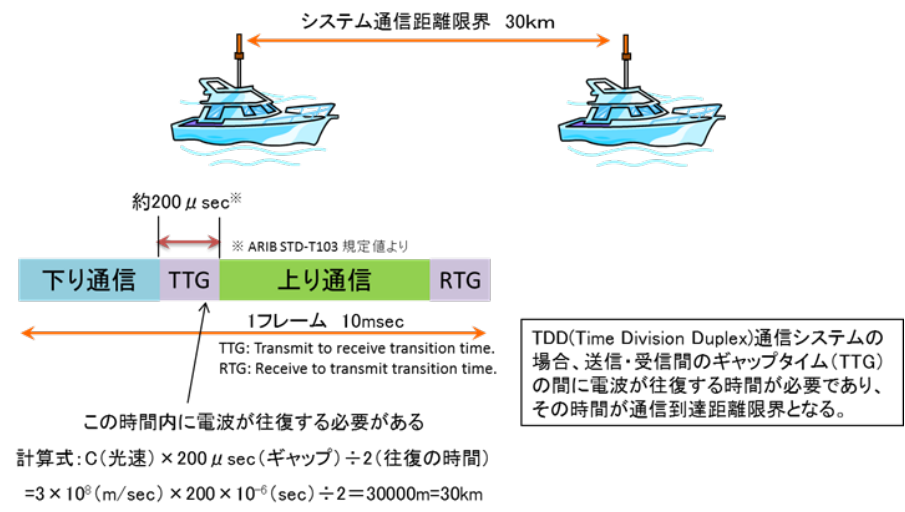 システム通信距離限界 30km
約200μsec※
※ ARIB STD-T103 規定値より
下り通信 TTG 上り通信 RTG
1フレーム 10msec
TTG: Transmit to receive transition time.
RTG: Receive to transmit transition time.
この時間内に電波が往復する必要がある
計算式:C(光速)×200μsec(ギャップ)÷2(往復の時間)
=3×10⁸(m/sec)×200×10⁻⁶(sec)÷2=30000m=30km
TDD(Time Division Duplex)通信システムの
場合、送信・受信間のギャップタイム(TTG)
の間に電波が往復する時間が必要であり、
その時間が通信到達距離限界となる。